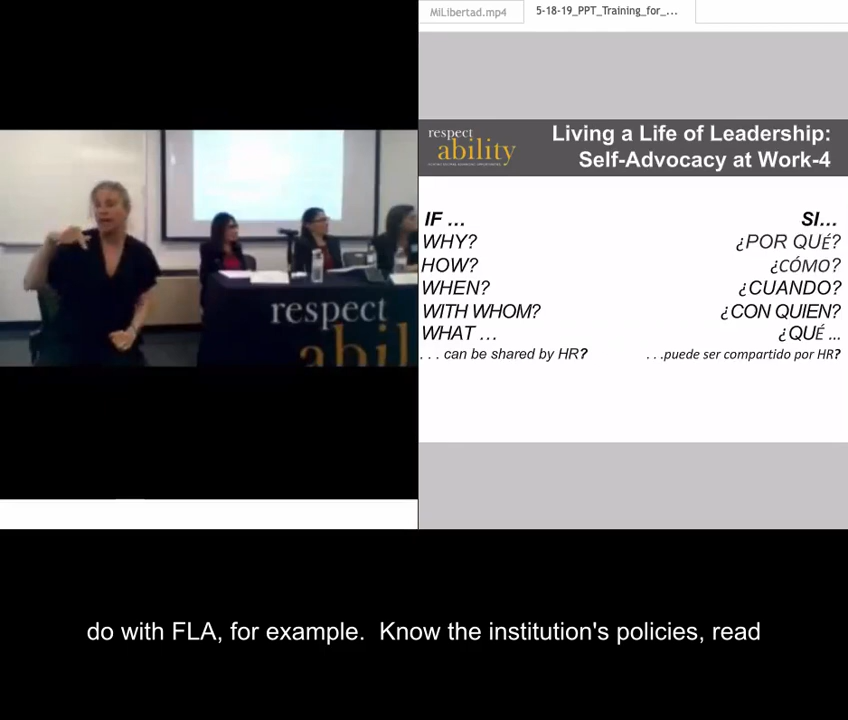 MiLibertad.mp4
5-18-19_PPT_Training_for_...
respect
ability
Living a Life of Leadership:
Self-Advocacy at Work-4
IF ...
SI...
WHY?
¿POR QUÉ?
HOW?
¿CÓMO?
WHEN?
¿CUANDO?
WITH WHOM?
¿CON QUIEN?
WHAT ...
¿QUÉ ...
. . . can be shared by HR?
. . .puede ser compartido por HR?
respect
abil
do with FLA, for example. Know the institution's policies, read